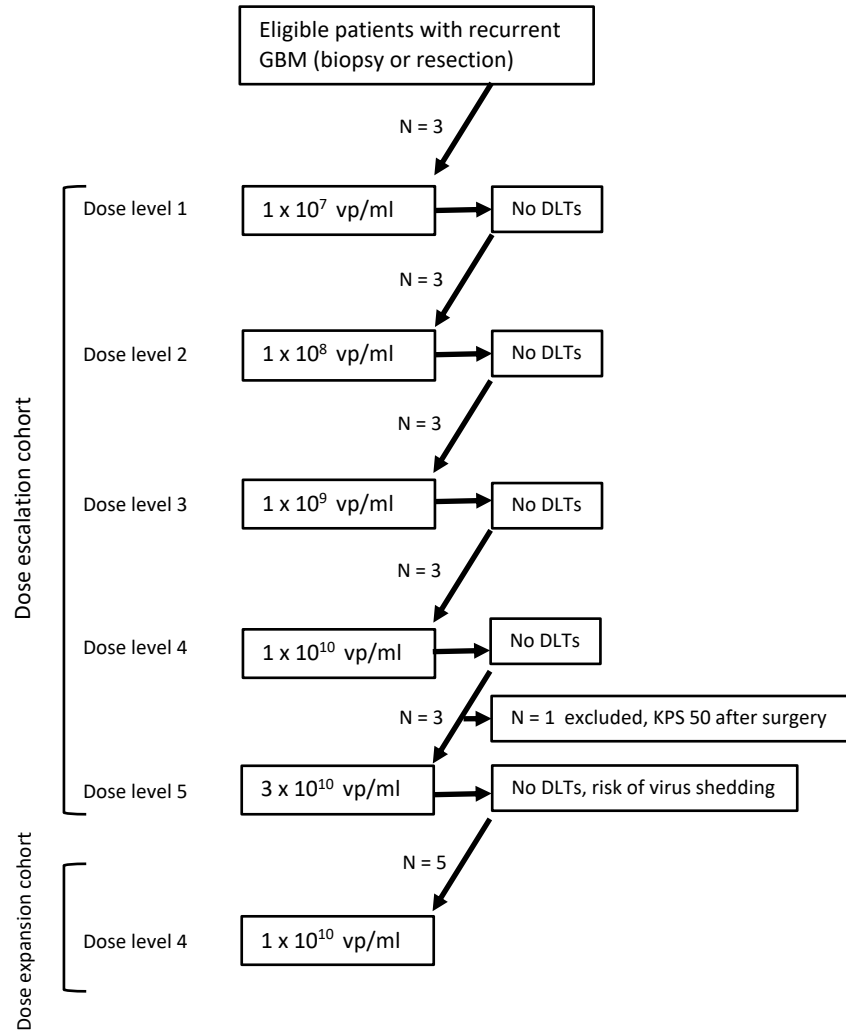 Eligible patients with recurrent
GBM (biopsy or resection)
N = 3
Dose level 1
1 x 10⁷ vp/ml
No DLTs
N = 3
Dose level 2
1 x 10⁸ vp/ml
No DLTs
N = 3
Dose level 3
1 x 10⁹ vp/ml
No DLTs
N = 3
Dose level 4
1 x 10¹⁰ vp/ml
No DLTs
N = 3
N = 1 excluded, KPS 50 after surgery
Dose level 5
3 x 10¹⁰ vp/ml
No DLTs, risk of virus shedding
Dose escalation cohort
N = 5
Dose level 4
1 x 10¹⁰ vp/ml
Dose expansion cohort